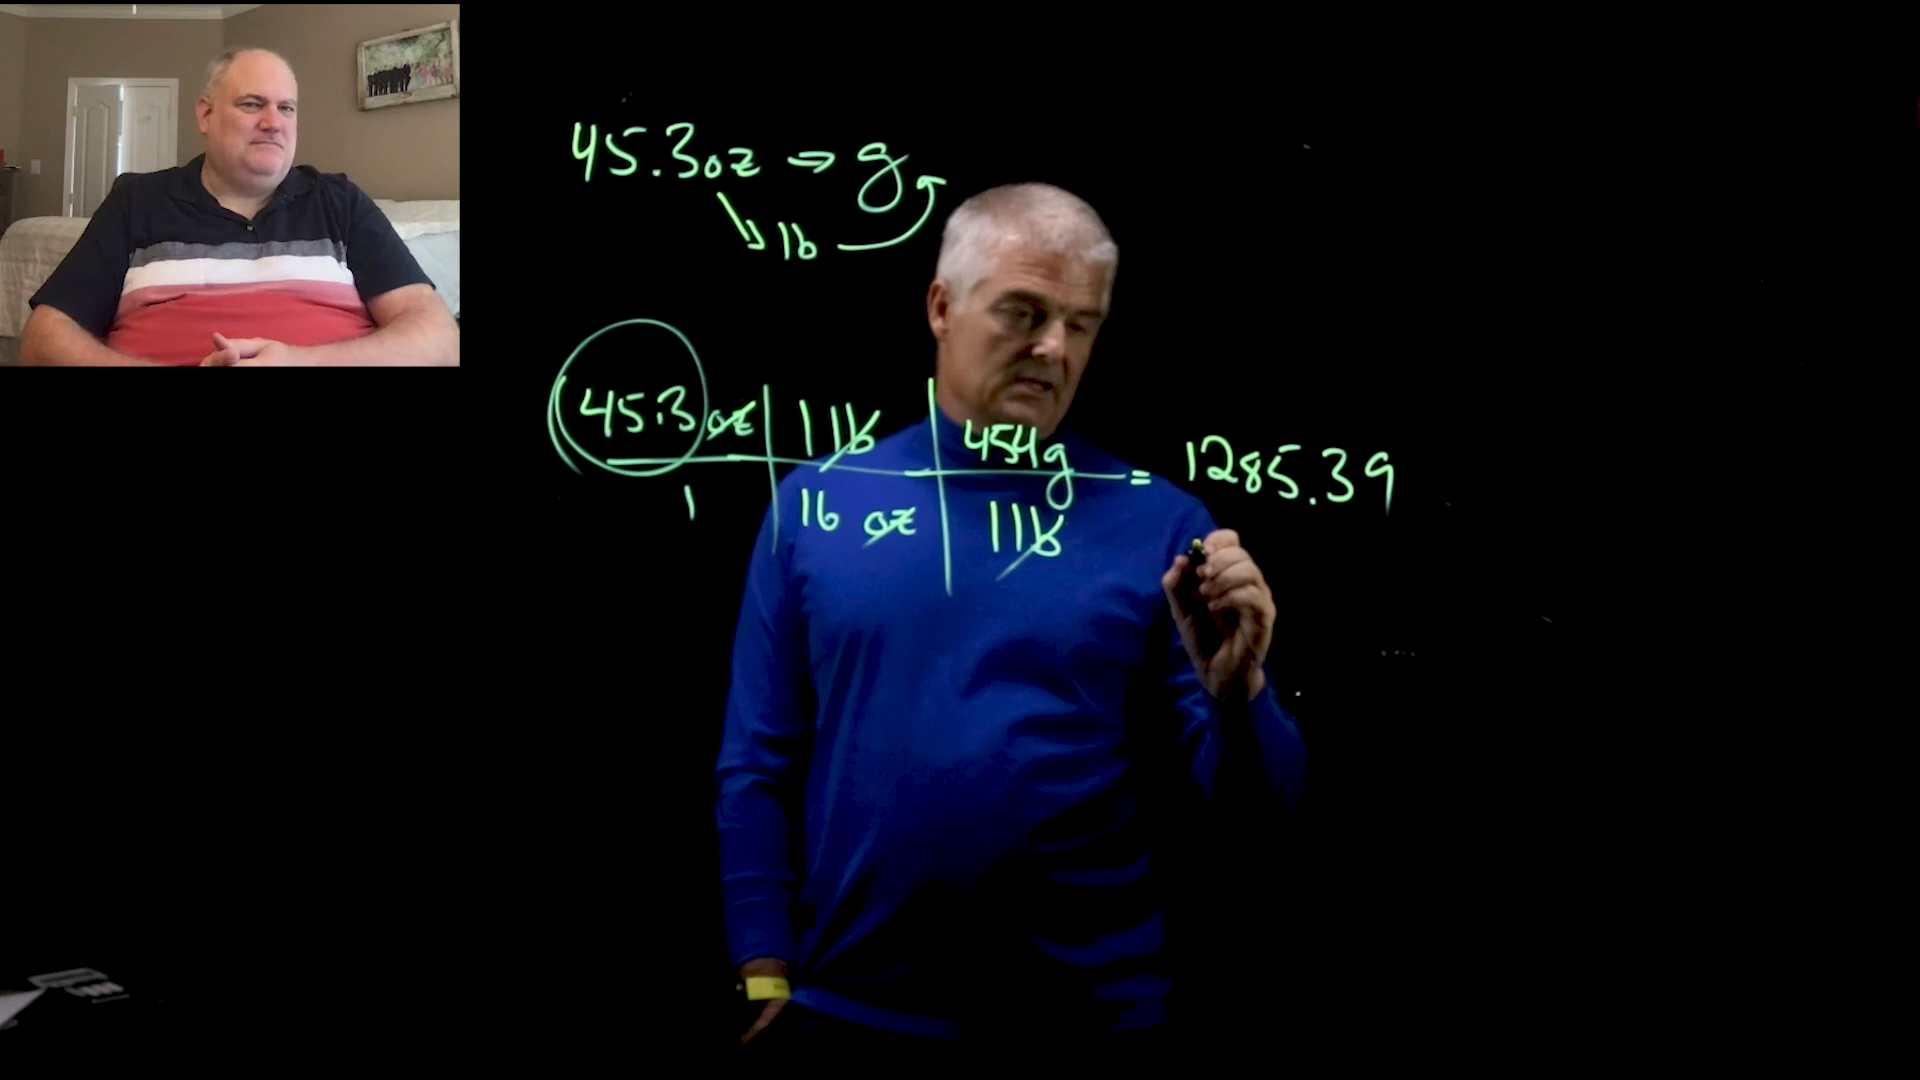 45.3oz → g
lb
45.3 oz | 1 lb | 454g = 1285.39
1 | 16 oz | 1 lb